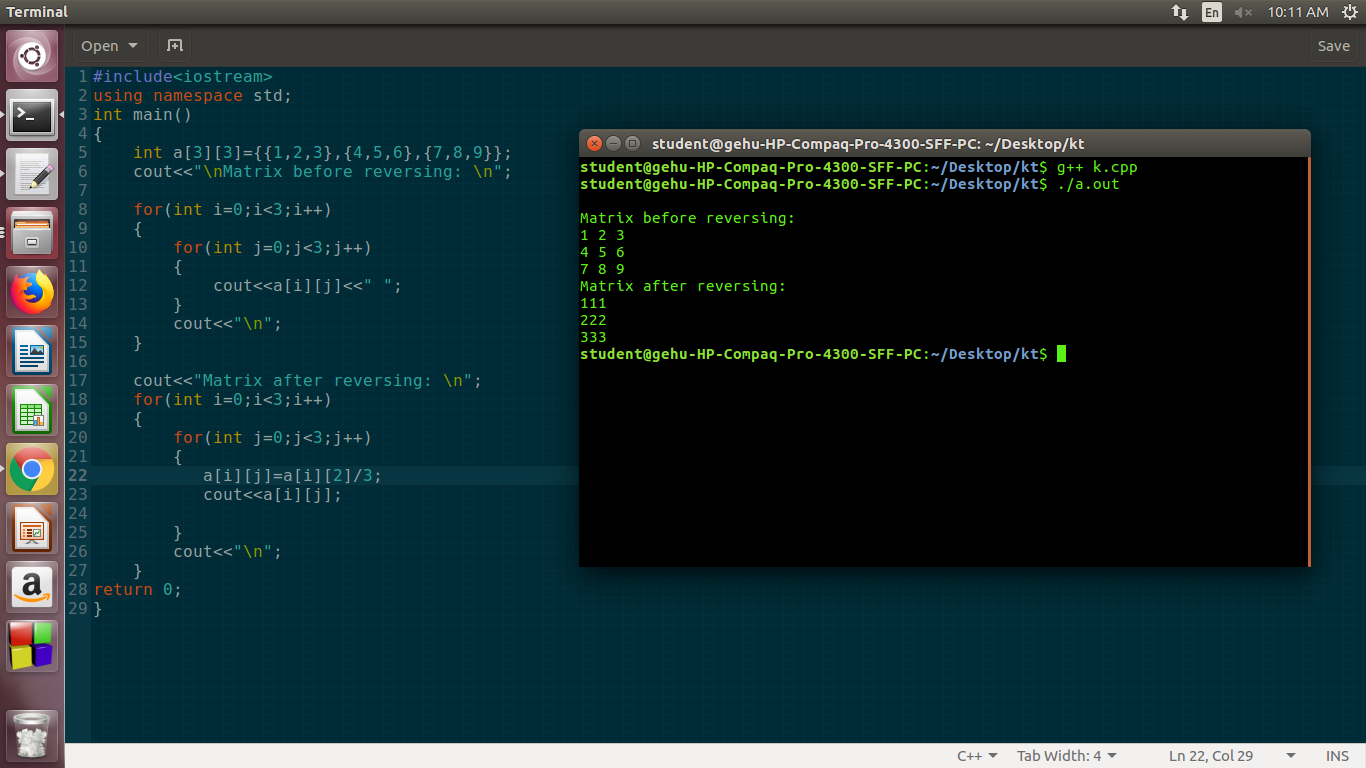 Terminal
En
10:11 AM
Open
Save
1 #include<iostream>
2 using namespace std;
3 int main()
4 {
5     int a[3][3]={{1,2,3},{4,5,6},{7,8,9}};
6     cout<<"\nMatrix before reversing: \n";
7
8     for(int i=0;i<3;i++)
9     {
10         for(int j=0;j<3;j++)
11         {
12             cout<<a[i][j]<<" ";
13         }
14         cout<<"\n";
15     }
16
17     cout<<"Matrix after reversing: \n";
18     for(int i=0;i<3;i++)
19     {
20         for(int j=0;j<3;j++)
21         {
22            a[i][j]=a[i][2]/3;
23            cout<<a[i][j];
24
25         }
26         cout<<"\n";
27     }
28 return 0;
29 }
student@gehu-HP-Compaq-Pro-4300-SFF-PC: ~/Desktop/kt
student@gehu-HP-Compaq-Pro-4300-SFF-PC:~/Desktop/kt$ g++ k.cpp
student@gehu-HP-Compaq-Pro-4300-SFF-PC:~/Desktop/kt$ ./a.out
Matrix before reversing:
1 2 3
4 5 6
7 8 9
Matrix after reversing:
111
222
333
student@gehu-HP-Compaq-Pro-4300-SFF-PC:~/Desktop/kt$
a
C++
Tab Width: 4
Ln 22, Col 29
INS